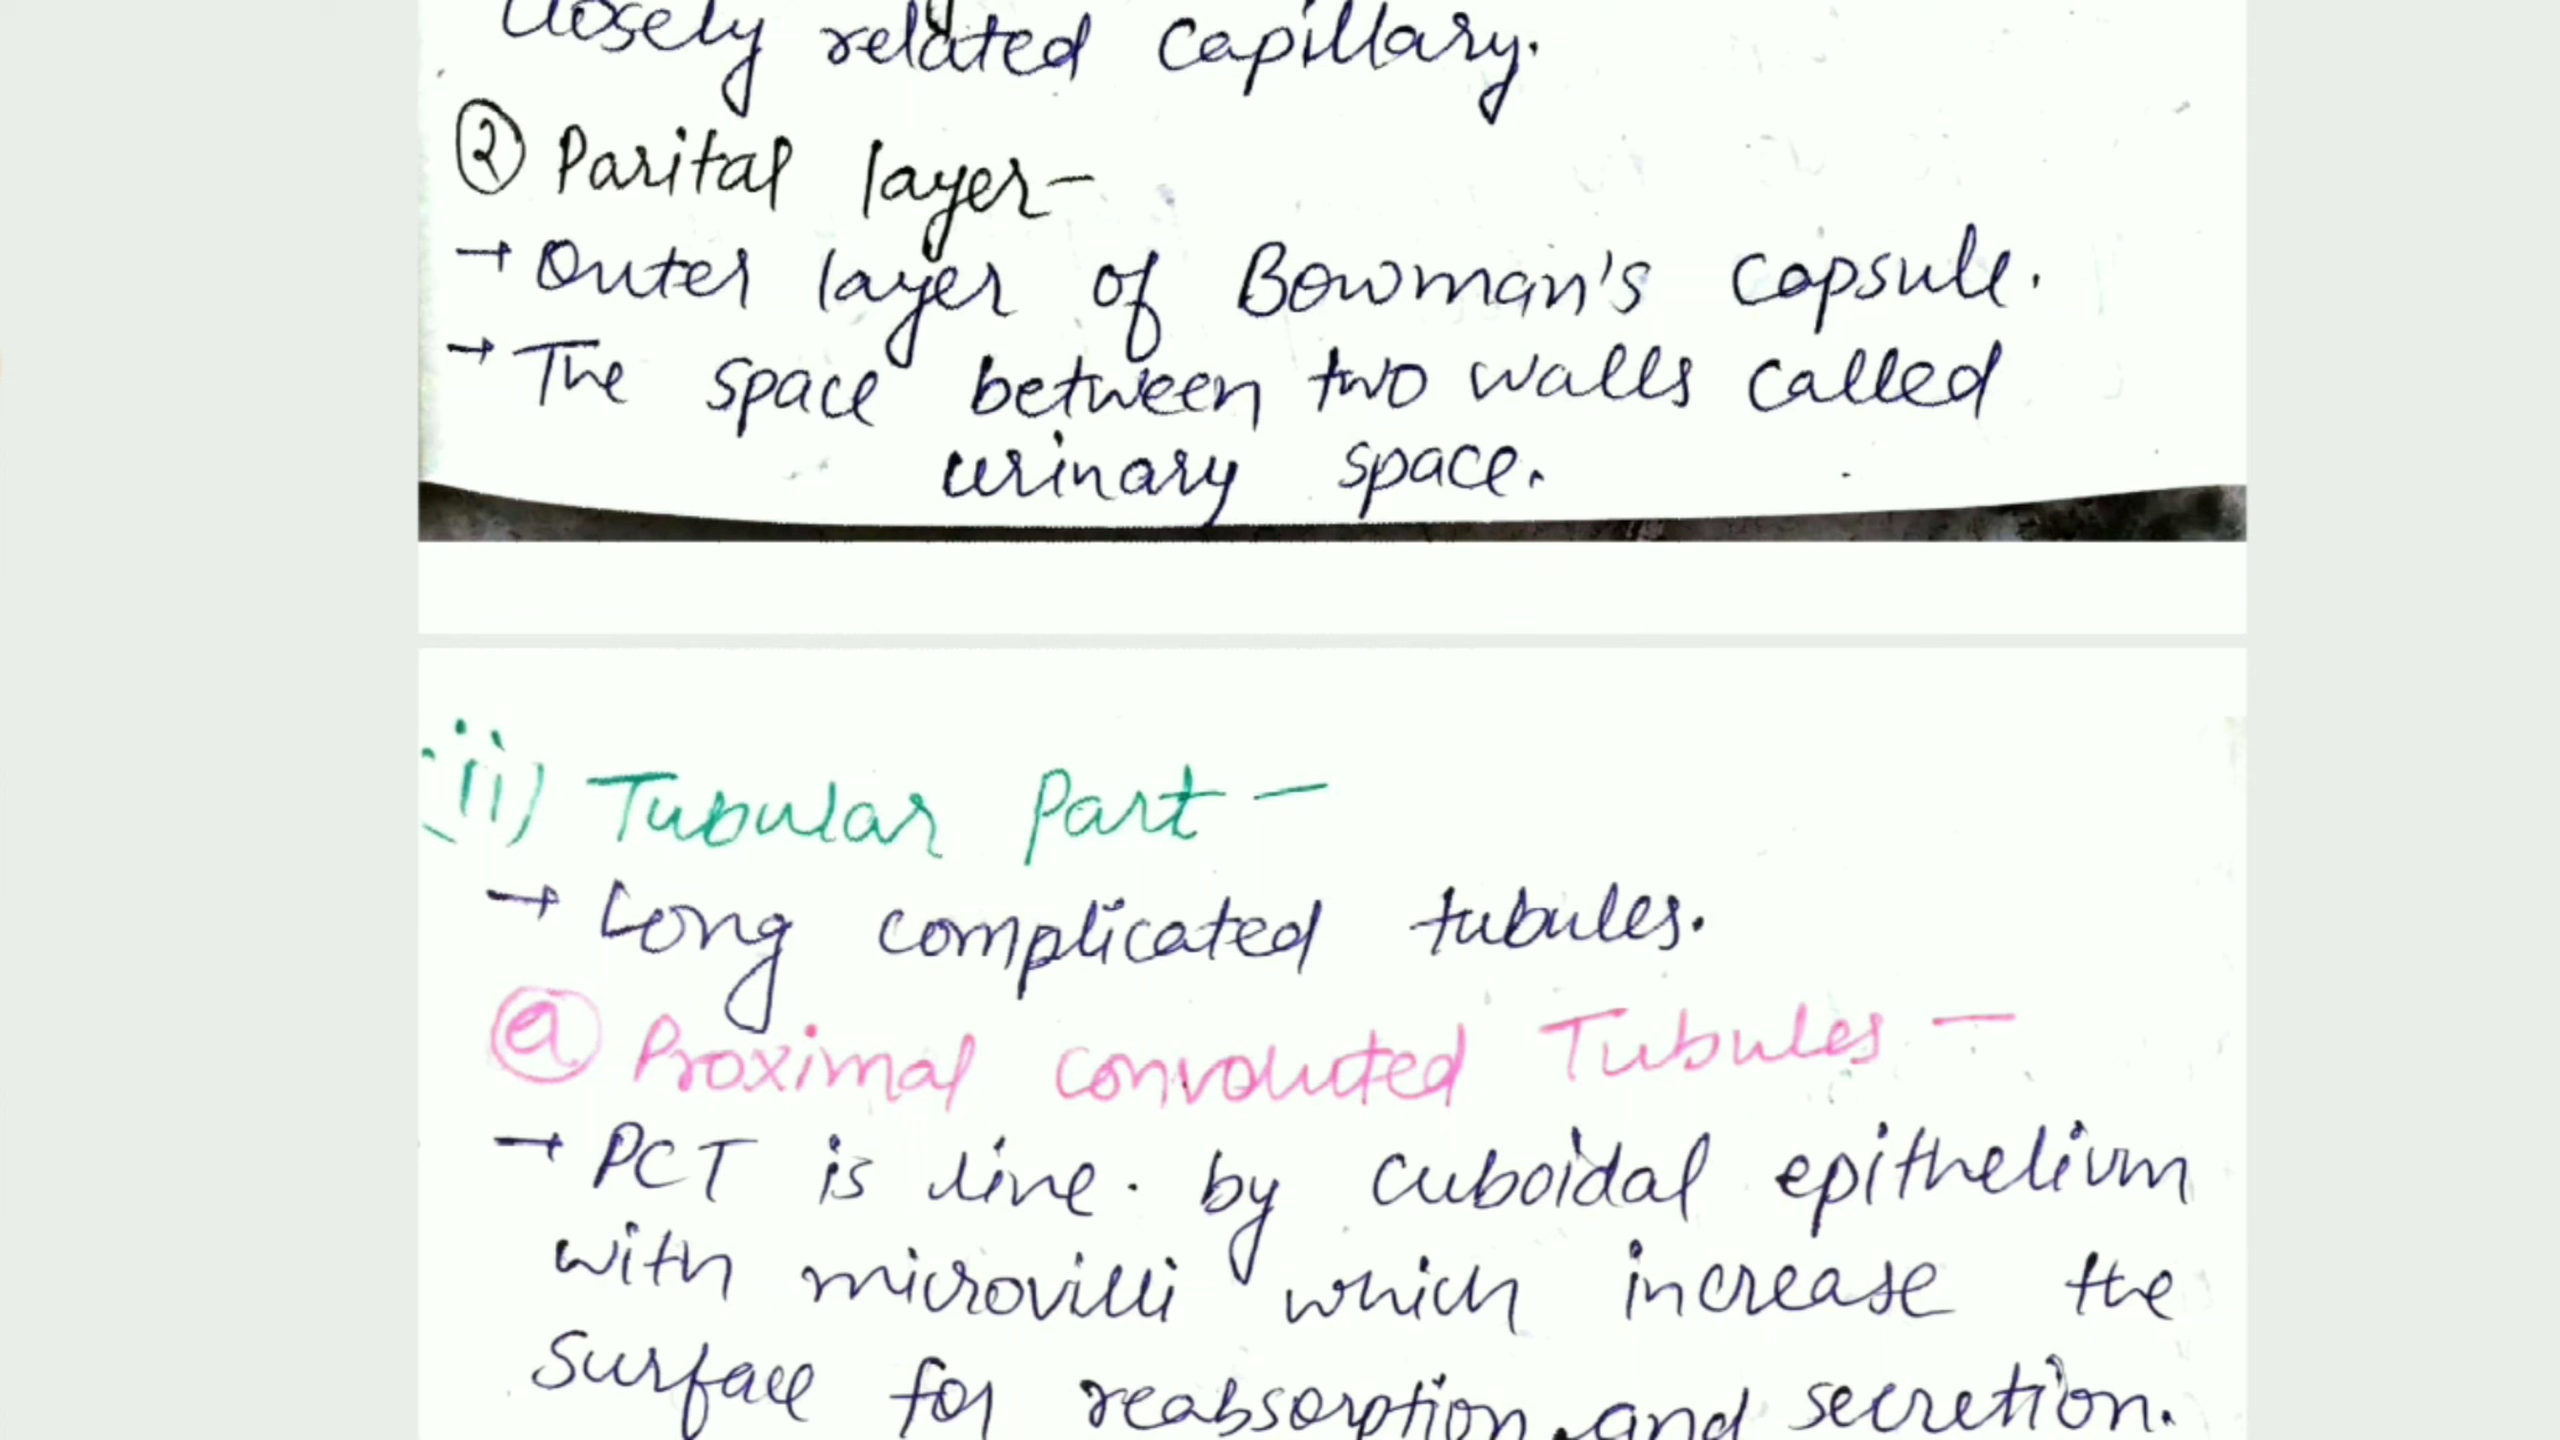 Closely related capillary.
② Parital layer-
→ Outer layer of Bowman's capsule.
→ The space between two walls called
urinary space.
(ii) Tubular Part -
→ Long complicated tubules.
ⓐ Proximal convoluted Tubules -
→ PCT is line. by cuboidal epithelium
with microvilli which increase the
surface for reabsorption and secretion.